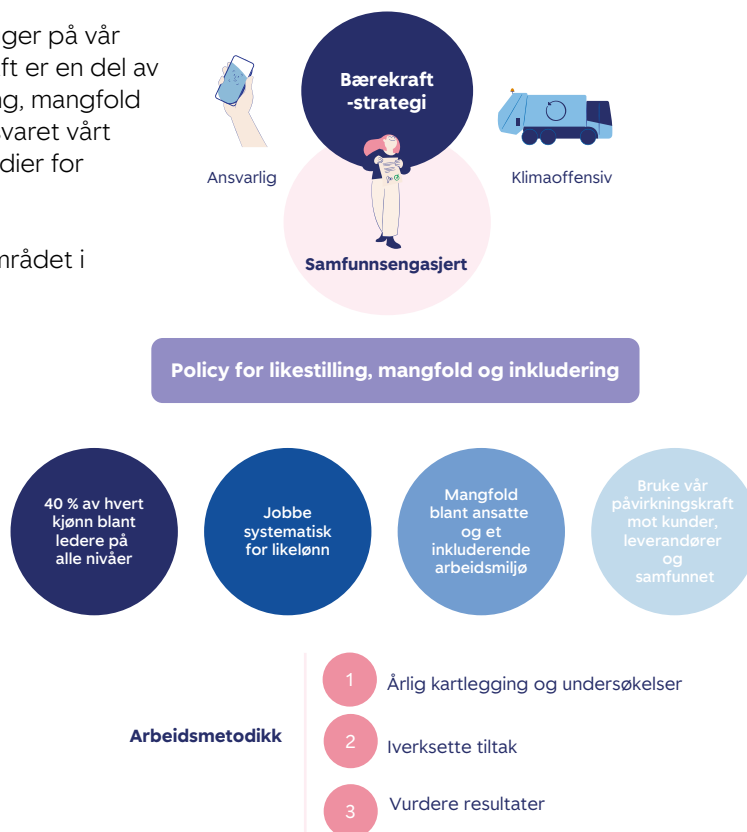 ger på vår
ft er en del av
ng, mangfold
svaret vårt
dier for
mrådet i
Bærekraft
-strategi
Ansvarlig
Klimaoffensiv
Samfunnsengasjert
Policy for likestilling, mangfold og inkludering
40 % av hvert
kjønn blant
ledere på
alle nivåer
Jobbe
systematisk
for likelønn
Mangfold
blant ansatte
og et
inkluderende
arbeidsmiljø
Bruke vår
påvirkningskraft
mot kunder,
leverandører
og
samfunnet
Arbeidsmetodikk
1
Årlig kartlegging og undersøkelser
2
Iverksette tiltak
3
Vurdere resultater